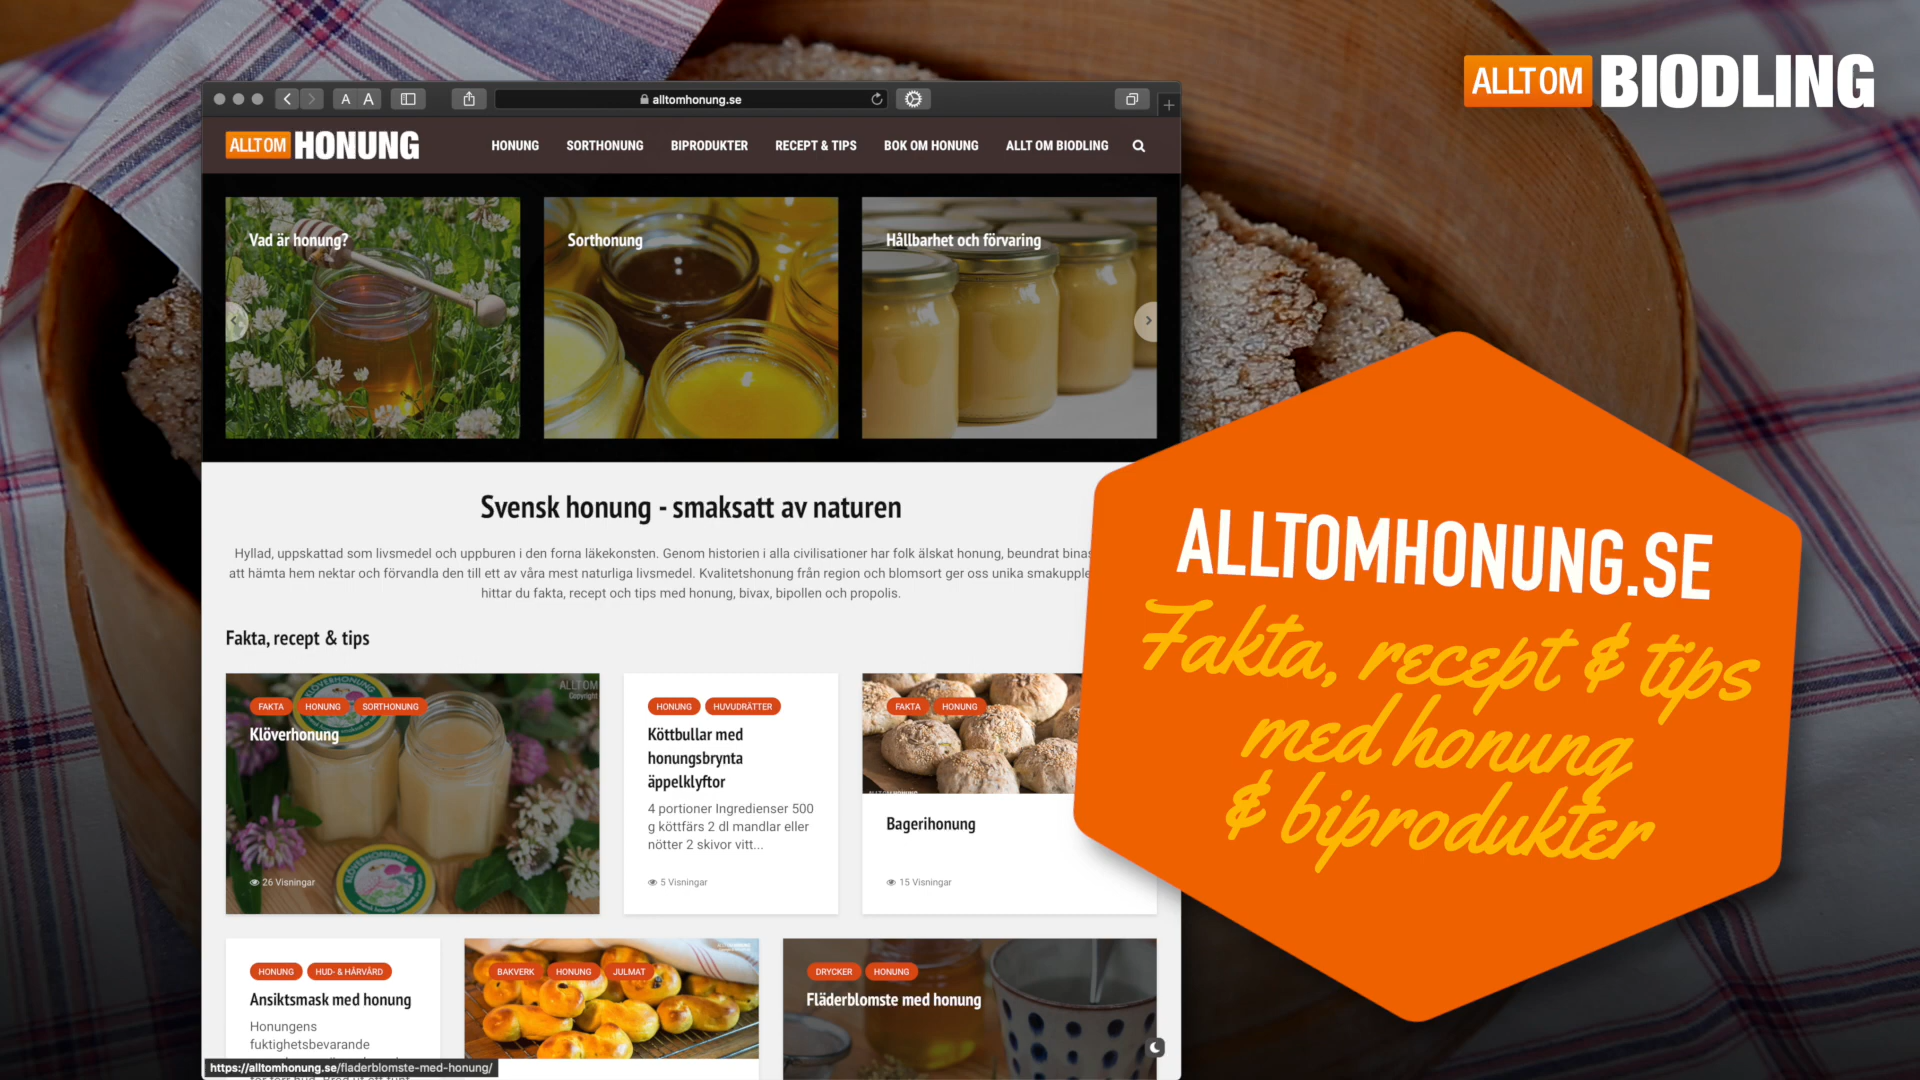 ALLT OM BIODLING
A A
alltomhonung.se
ALLT OM HONUNG
HONUNG SORTHONUNG BIPRODUKTER RECEPT & TIPS BOK OM HONUNG ALLT OM BIODLING
Vad är honung?
Sorthonung
Hållbarhet och förvaring
Svensk honung - smaksatt av naturen
Hyllad, uppskattad som livsmedel och uppburen i den forna läkekonsten. Genom historien i alla civilisationer har folk älskat honung, beundrat
att hämta hem nektar och förvandla den till ett av våra mest naturliga livsmedel. Kvalitetshonung från region och blomsort ger oss unika
hittar du fakta, recept och tips med honung, bivax, bipollen och propolis.
Fakta, recept & tips
ALLTOM
Copyright
FAKTA HONUNG SORTHONUNG
Klöverhonung
KLÖVERHONUNG
26 Visningar
HONUNG HUVUDRÄTTER
Köttbullar med
honungsbrynta
äppelklyftor
4 portioner Ingredienser 500
g köttfärs 2 dl mandlar eller
nötter 2 skivor vitt...
5 Visningar
FAKTA HONUNG
Bagerihonung
15 Visningar
HONUNG HUD- & HÅRVÅRD
Ansiktsmask med honung
Honungens
fuktighetsbevarande
BAKVERK HONUNG JULMAT
DRYCKER HONUNG
Fläderblomste med honung
https://alltomhonung.se/fladerblomste-med-honung/
ALLTOMHONUNG.SE
Fakta, recept & tips
med honung
& biprodukter